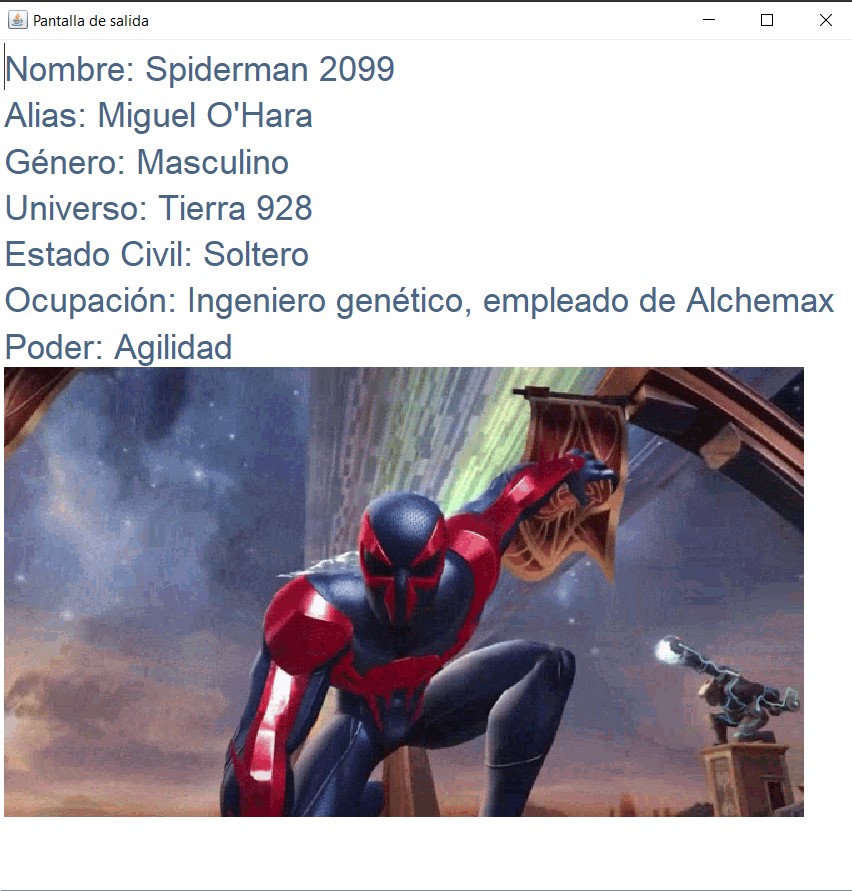 Pantalla de salida
Nombre: Spiderman 2099
Alias: Miguel O'Hara
Género: Masculino
Universo: Tierra 928
Estado Civil: Soltero
Ocupación: Ingeniero genético, empleado de Alchemax
Poder: Agilidad